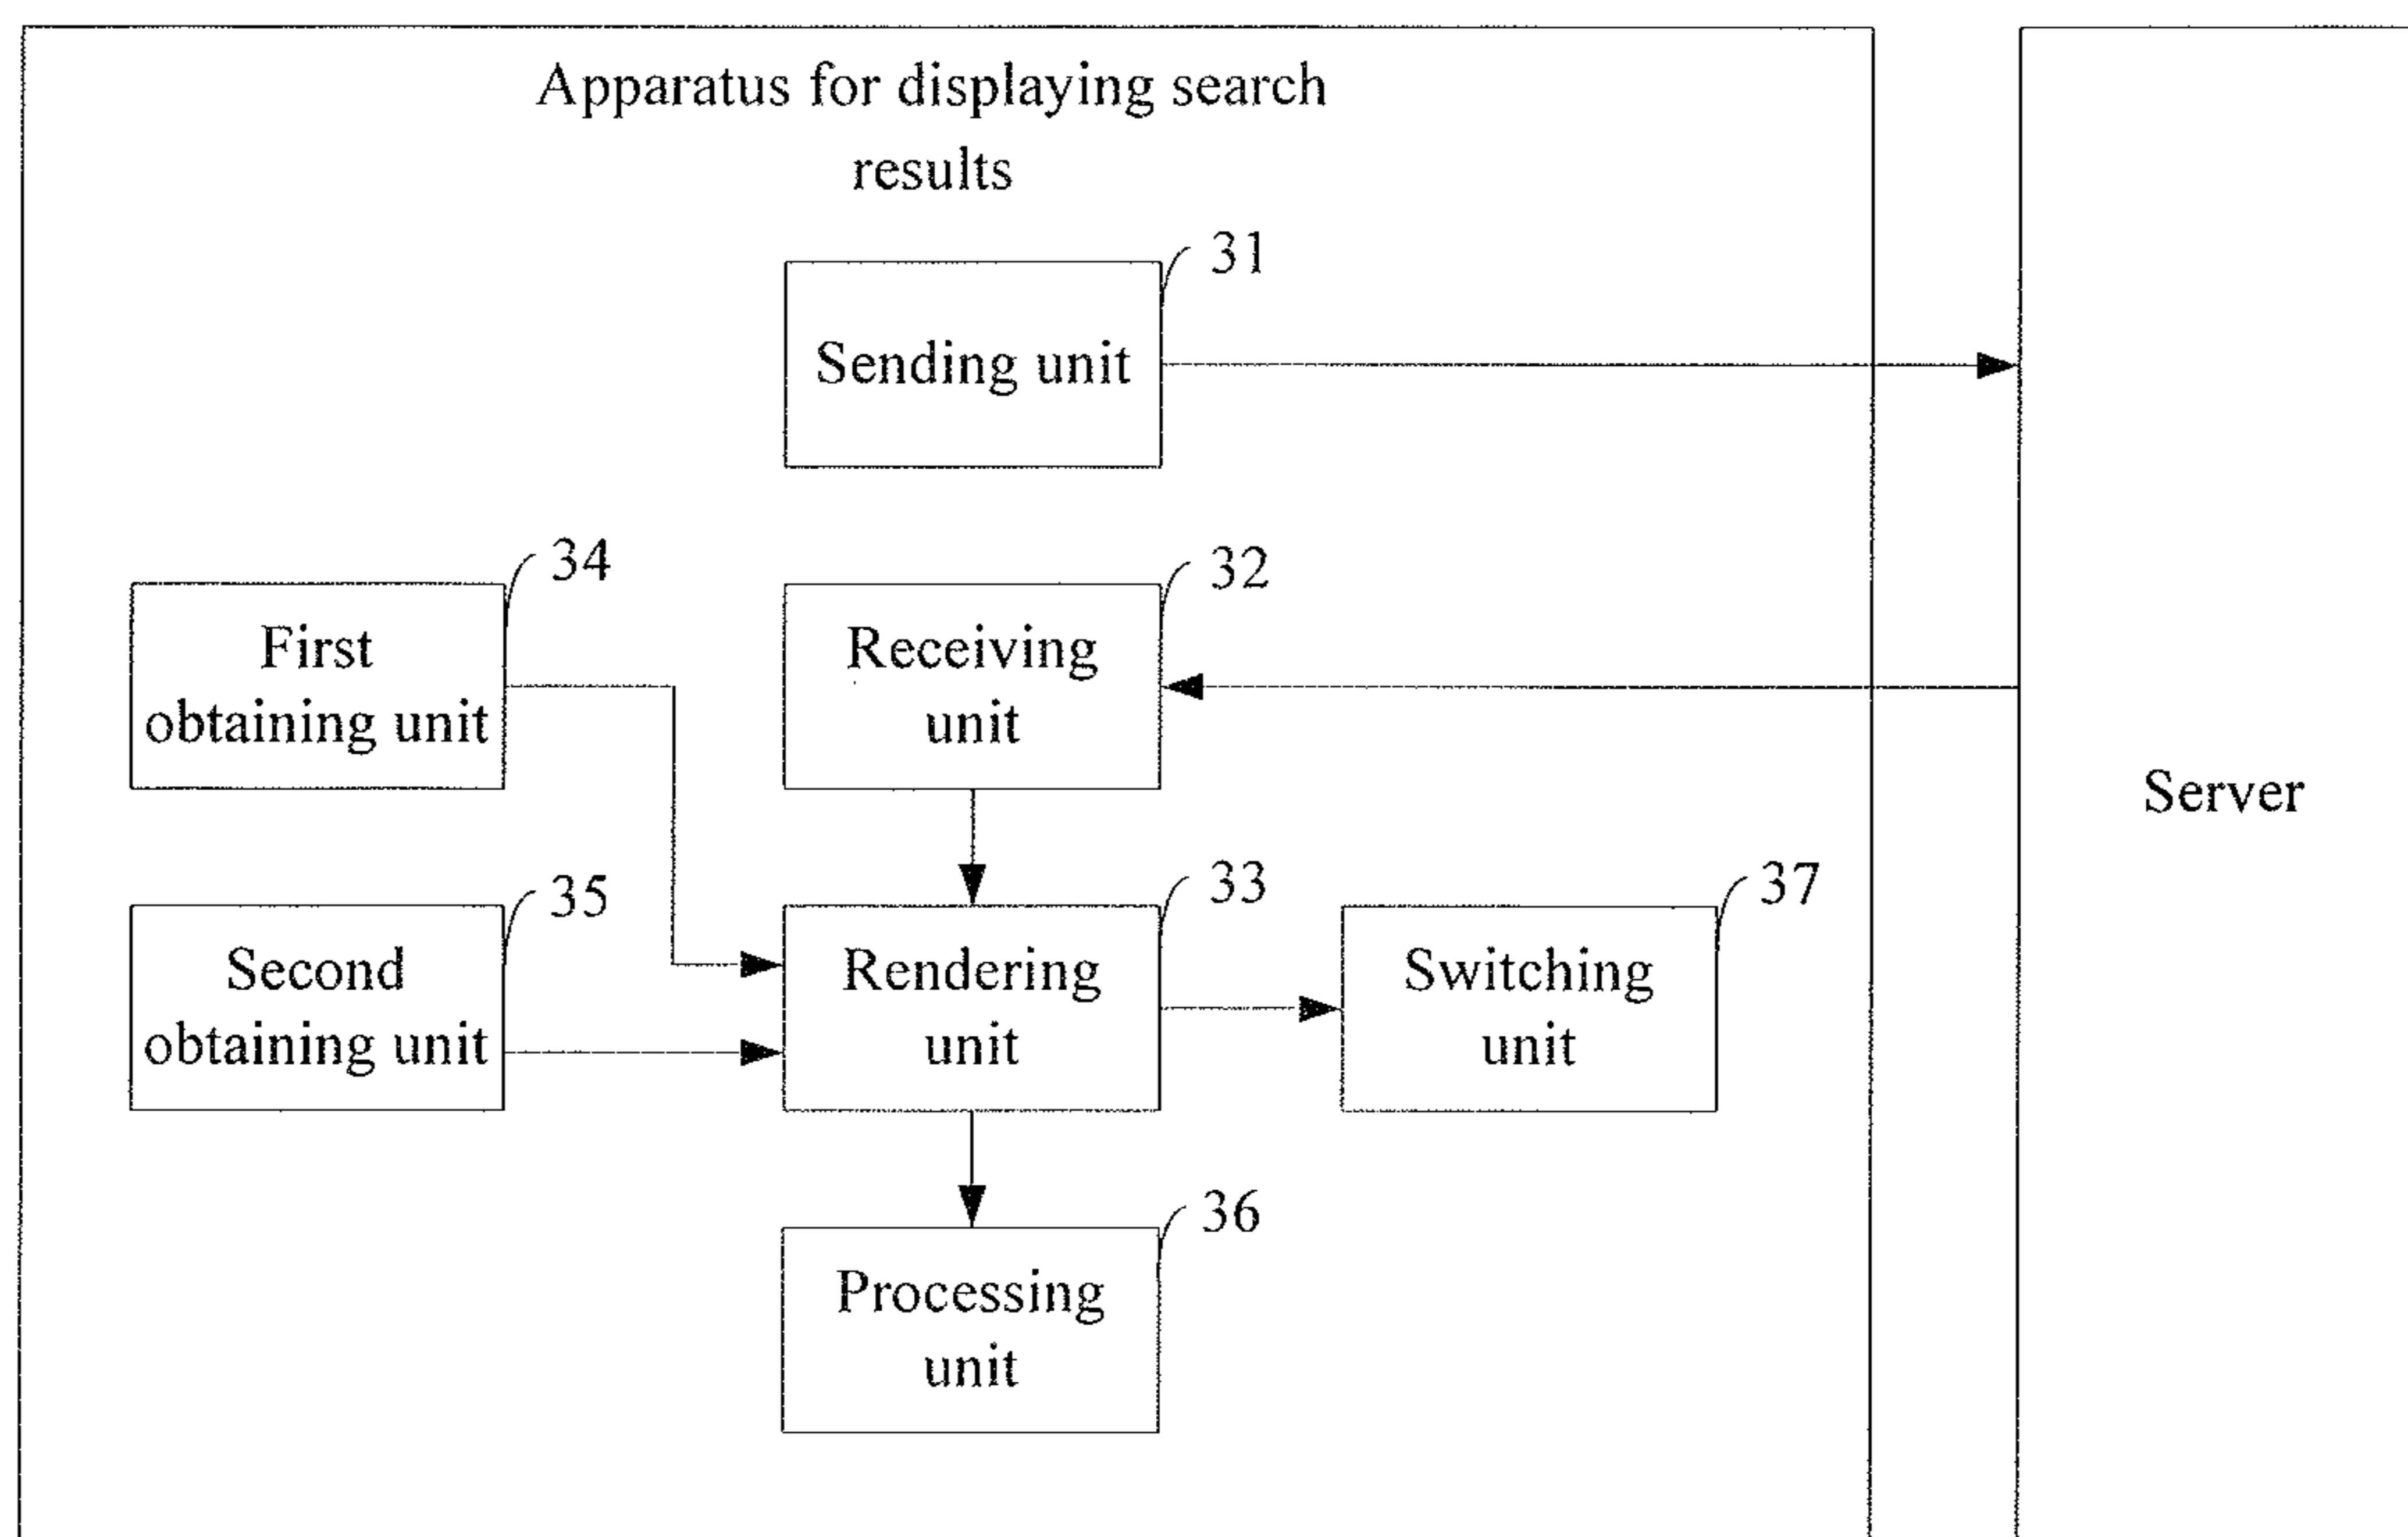 Apparatus for displaying search
results
31
Sending unit
34
First
obtaining unit
32
Receiving
unit
Server
35
Second
obtaining unit
33
Rendering
unit
37
Switching
unit
36
Processing
unit